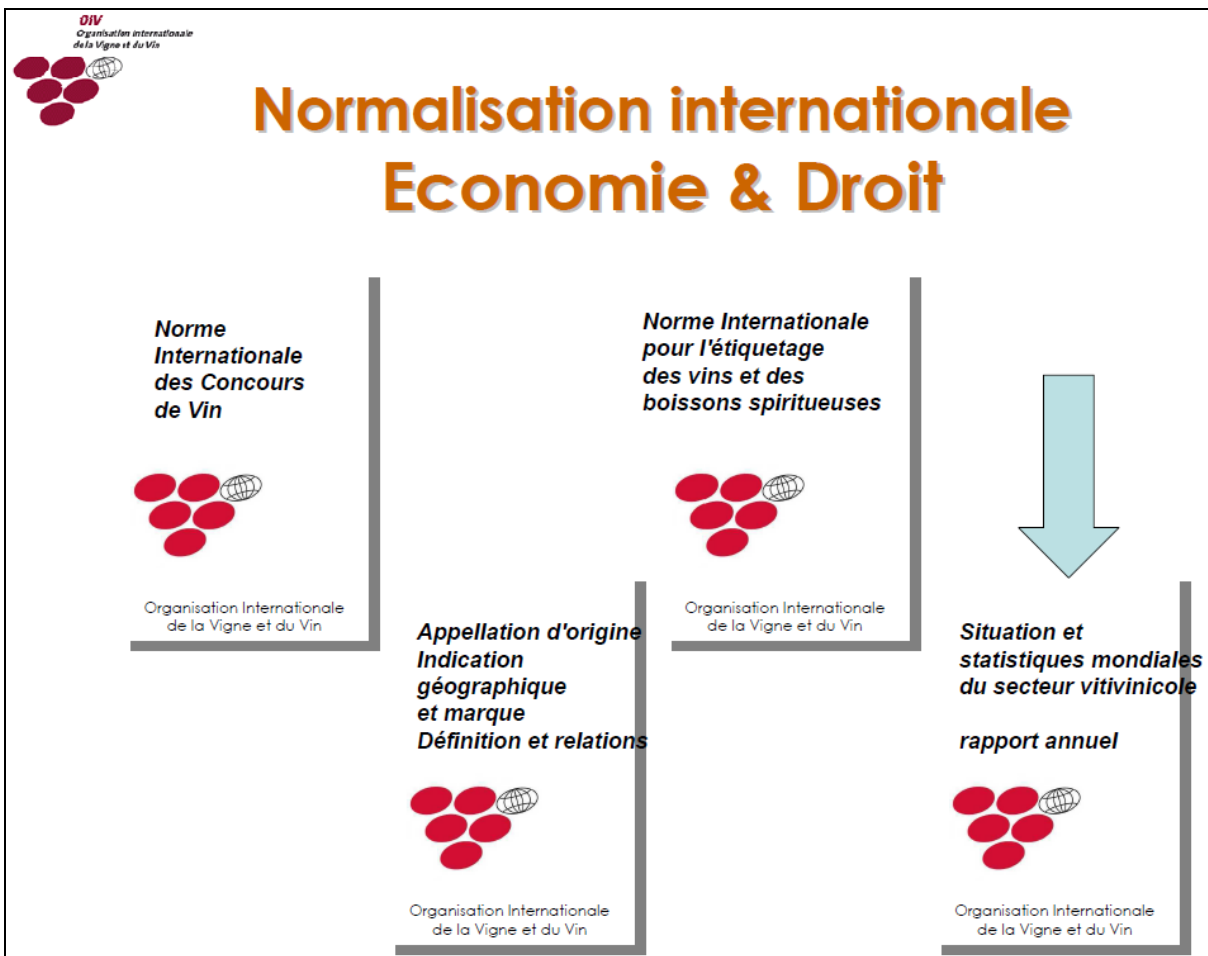 OIV
Organisation internationale
de la Vigne et du Vin
Normalisation internationale
Economie & Droit
Norme
Internationale
des Concours
de Vin
Organisation Internationale
de la Vigne et du Vin
Appellation d'origine
Indication
géographique
et marque
Définition et relations
Organisation Internationale
de la Vigne et du Vin
Norme Internationale
pour l'étiquetage
des vins et des
boissons spiritueuses
Organisation Internationale
de la Vigne et du Vin
Situation et
statistiques mondiales
du secteur vitivinicole
rapport annuel
Organisation Internationale
de la Vigne et du Vin